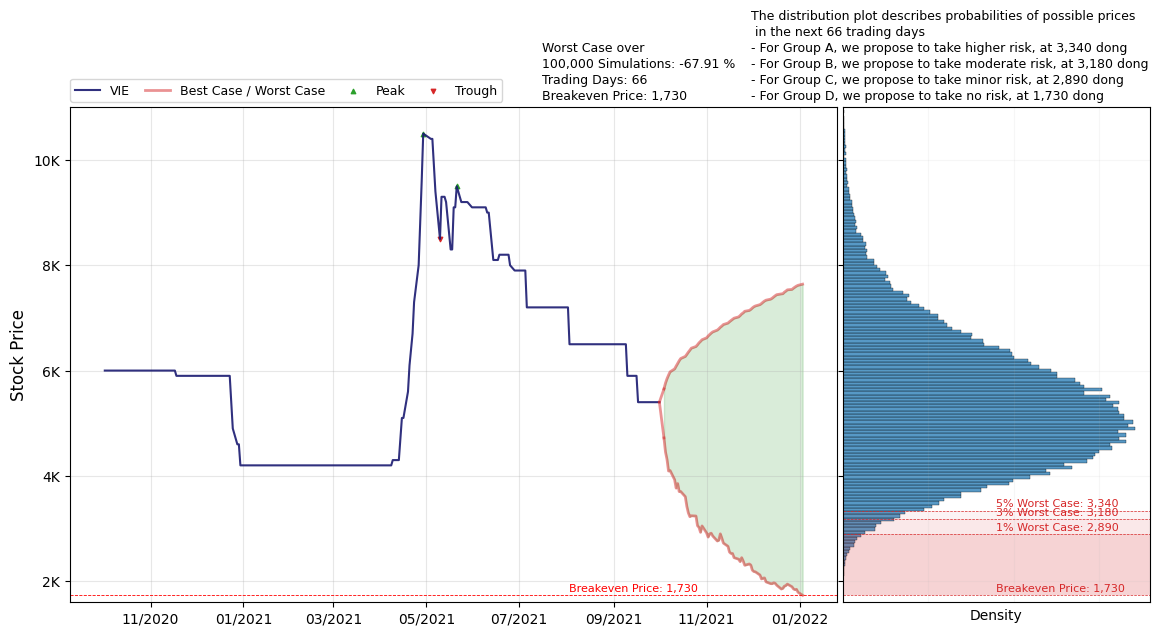 The distribution plot describes probabilities of possible prices
in the next 66 trading days
- For Group A, we propose to take higher risk, at 3,340 dong
- For Group B, we propose to take moderate risk, at 3,180 dong
- For Group C, we propose to take minor risk, at 2,890 dong
- For Group D, we propose to take no risk, at 1,730 dong
Worst Case over
100,000 Simulations: -67.91 %
Trading Days: 66
Breakeven Price: 1,730
VIE
Best Case / Worst Case
Peak
Trough
Stock Price
10K
8K
6K
4K
2K
Breakeven Price: 1,730
11/2020
01/2021
03/2021
05/2021
07/2021
09/2021
11/2021
01/2022
5% Worst Case: 3,340
3% Worst Case: 3,180
1% Worst Case: 2,890
Breakeven Price: 1,730
Density